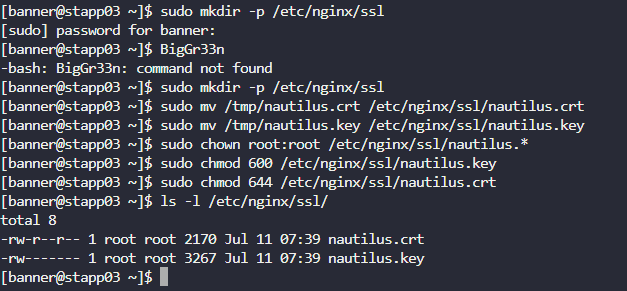 [banner@stapp03 ~]$ sudo mkdir -p /etc/nginx/ssl
[sudo] password for banner:
[banner@stapp03 ~]$ BigGr33n
-bash: BigGr33n: command not found
[banner@stapp03 ~]$ sudo mkdir -p /etc/nginx/ssl
[banner@stapp03 ~]$ sudo mv /tmp/nautilus.crt /etc/nginx/ssl/nautilus.crt
[banner@stapp03 ~]$ sudo mv /tmp/nautilus.key /etc/nginx/ssl/nautilus.key
[banner@stapp03 ~]$ sudo chown root:root /etc/nginx/ssl/nautilus.*
[banner@stapp03 ~]$ sudo chmod 600 /etc/nginx/ssl/nautilus.key
[banner@stapp03 ~]$ sudo chmod 644 /etc/nginx/ssl/nautilus.crt
[banner@stapp03 ~]$ ls -l /etc/nginx/ssl/
total 8
-rw-r--r-- 1 root root 2170 Jul 11 07:39 nautilus.crt
-rw------- 1 root root 3267 Jul 11 07:39 nautilus.key
[banner@stapp03 ~]$